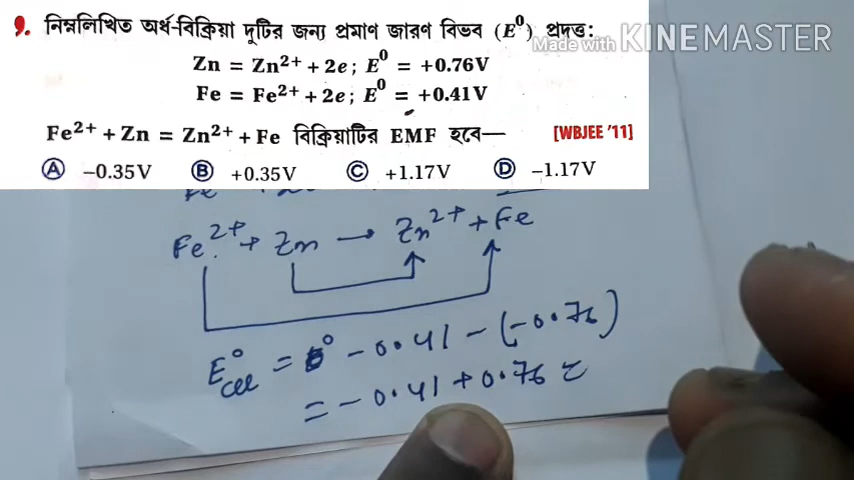 9. নিম্নলিখিত অর্ধ-বিক্রিয়া দুটির জন্য প্রমাণ জারণ বিভব (E⁰) প্রদত্ত:
Made with KINEMASTER
Zn = Zn²⁺ + 2e; E⁰ = +0.76V
Fe = Fe²⁺ + 2e; E⁰ = +0.41V
Fe²⁺ + Zn = Zn²⁺ + Fe বিক্রিয়াটির EMF হবে— [WBJEE '11]
Ⓐ −0.35V Ⓑ +0.35V Ⓒ +1.17V Ⓓ −1.17V
Fe²⁺ + Zn → Zn²⁺ + Fe
E°cell = − 0.41 − (−0.76)
= − 0.41 + 0.76